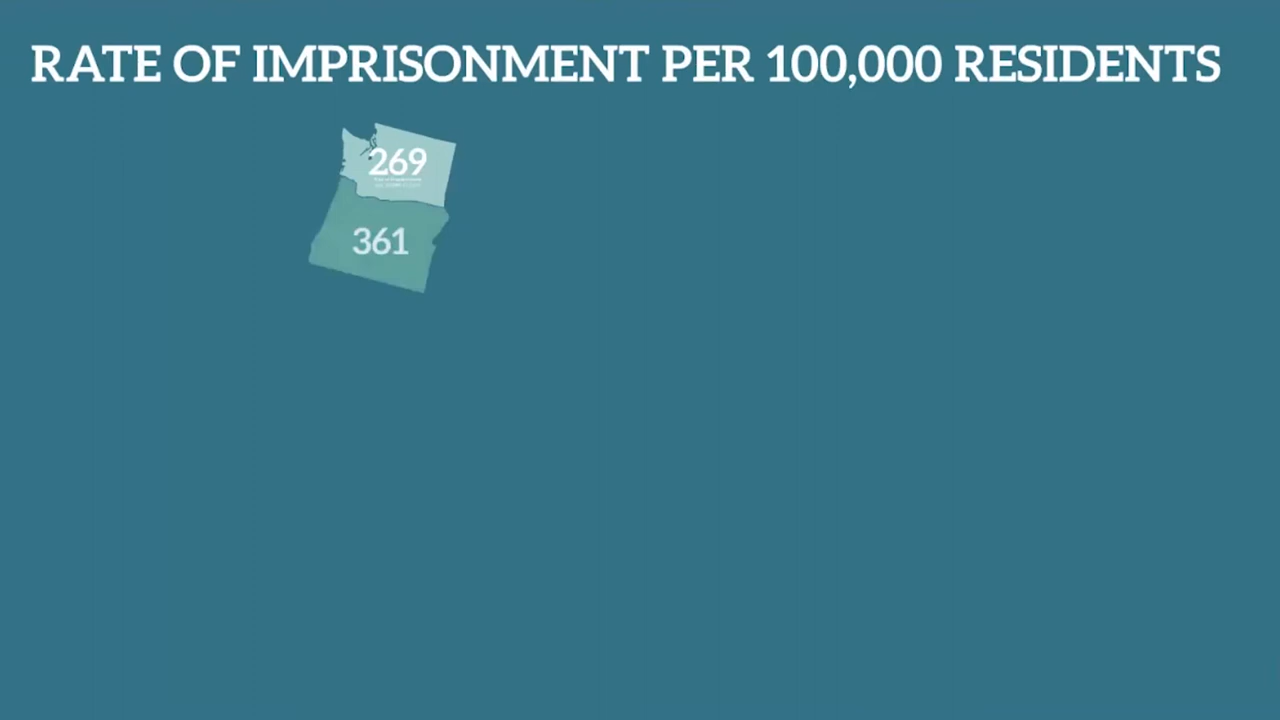 RATE OF IMPRISONMENT PER 100,000 RESIDENTS
269
361